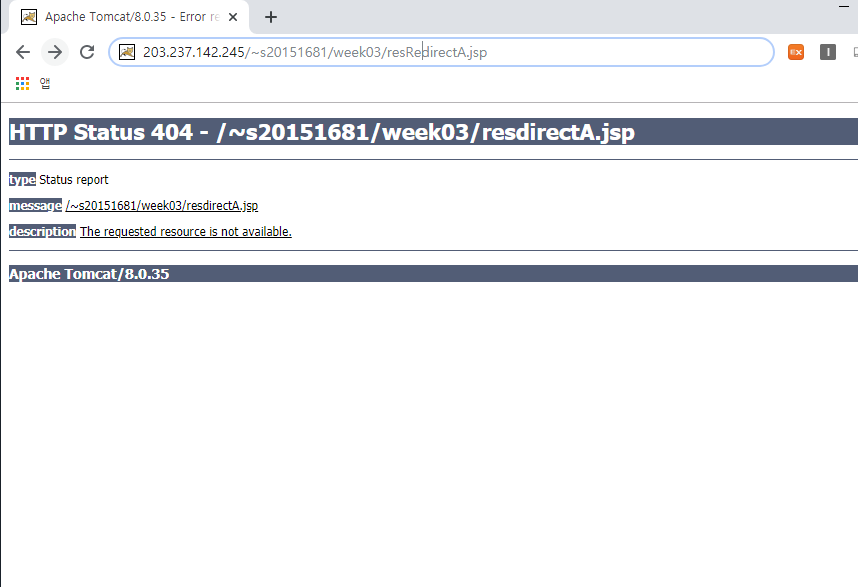 Apache Tomcat/8.0.35 - Error re
203.237.142.245/~s20151681/week03/resRedirectA.jsp
앱
HTTP Status 404 - /~s20151681/week03/resdirectA.jsp
type Status report
message /~s20151681/week03/resdirectA.jsp
description The requested resource is not available.
Apache Tomcat/8.0.35